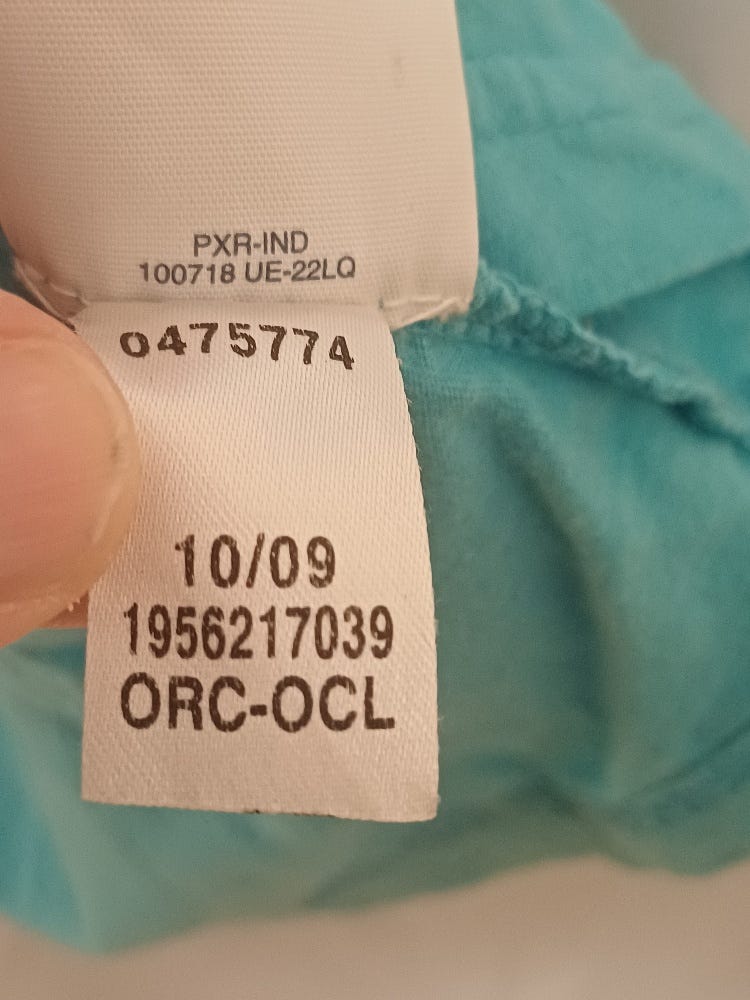 PXR-IND
100718 UE-22LQ
0475774
10/09
1956217039
ORC-OCL